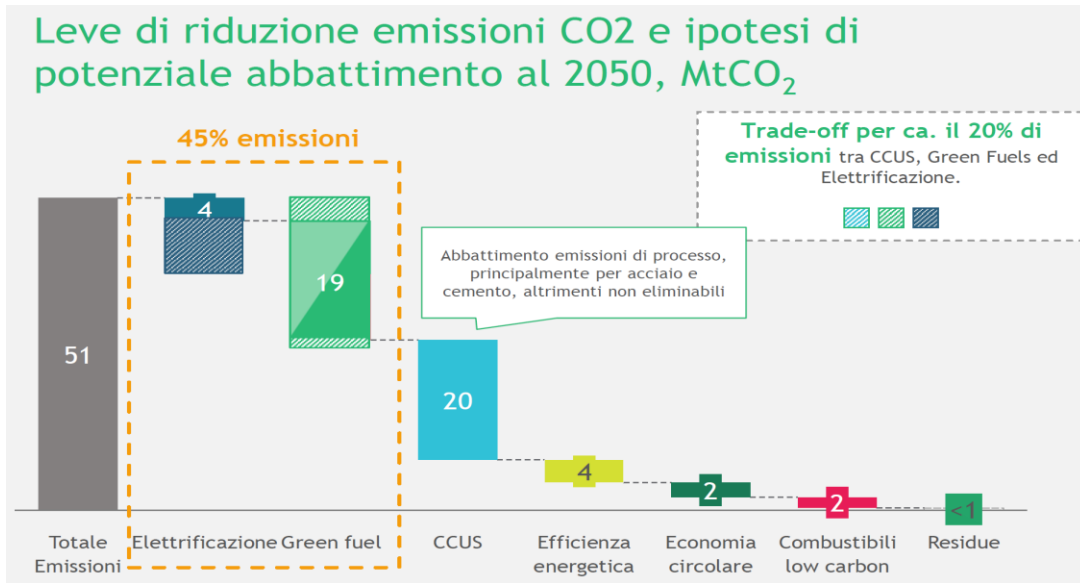 Leve di riduzione emissioni CO2 e ipotesi di
potenziale abbattimento al 2050, MtCO₂
45% emissioni
Trade-off per ca. il 20% di
emissioni tra CCUS, Green Fuels ed
Elettrificazione.
4
Abbattimento emissioni di processo,
principalmente per acciaio e
cemento, altrimenti non eliminabili
19
51
20
4
2
2
<1
Totale
Emissioni
Elettrificazione
Green fuel
CCUS
Efficienza
energetica
Economia
circolare
Combustibili
low carbon
Residue